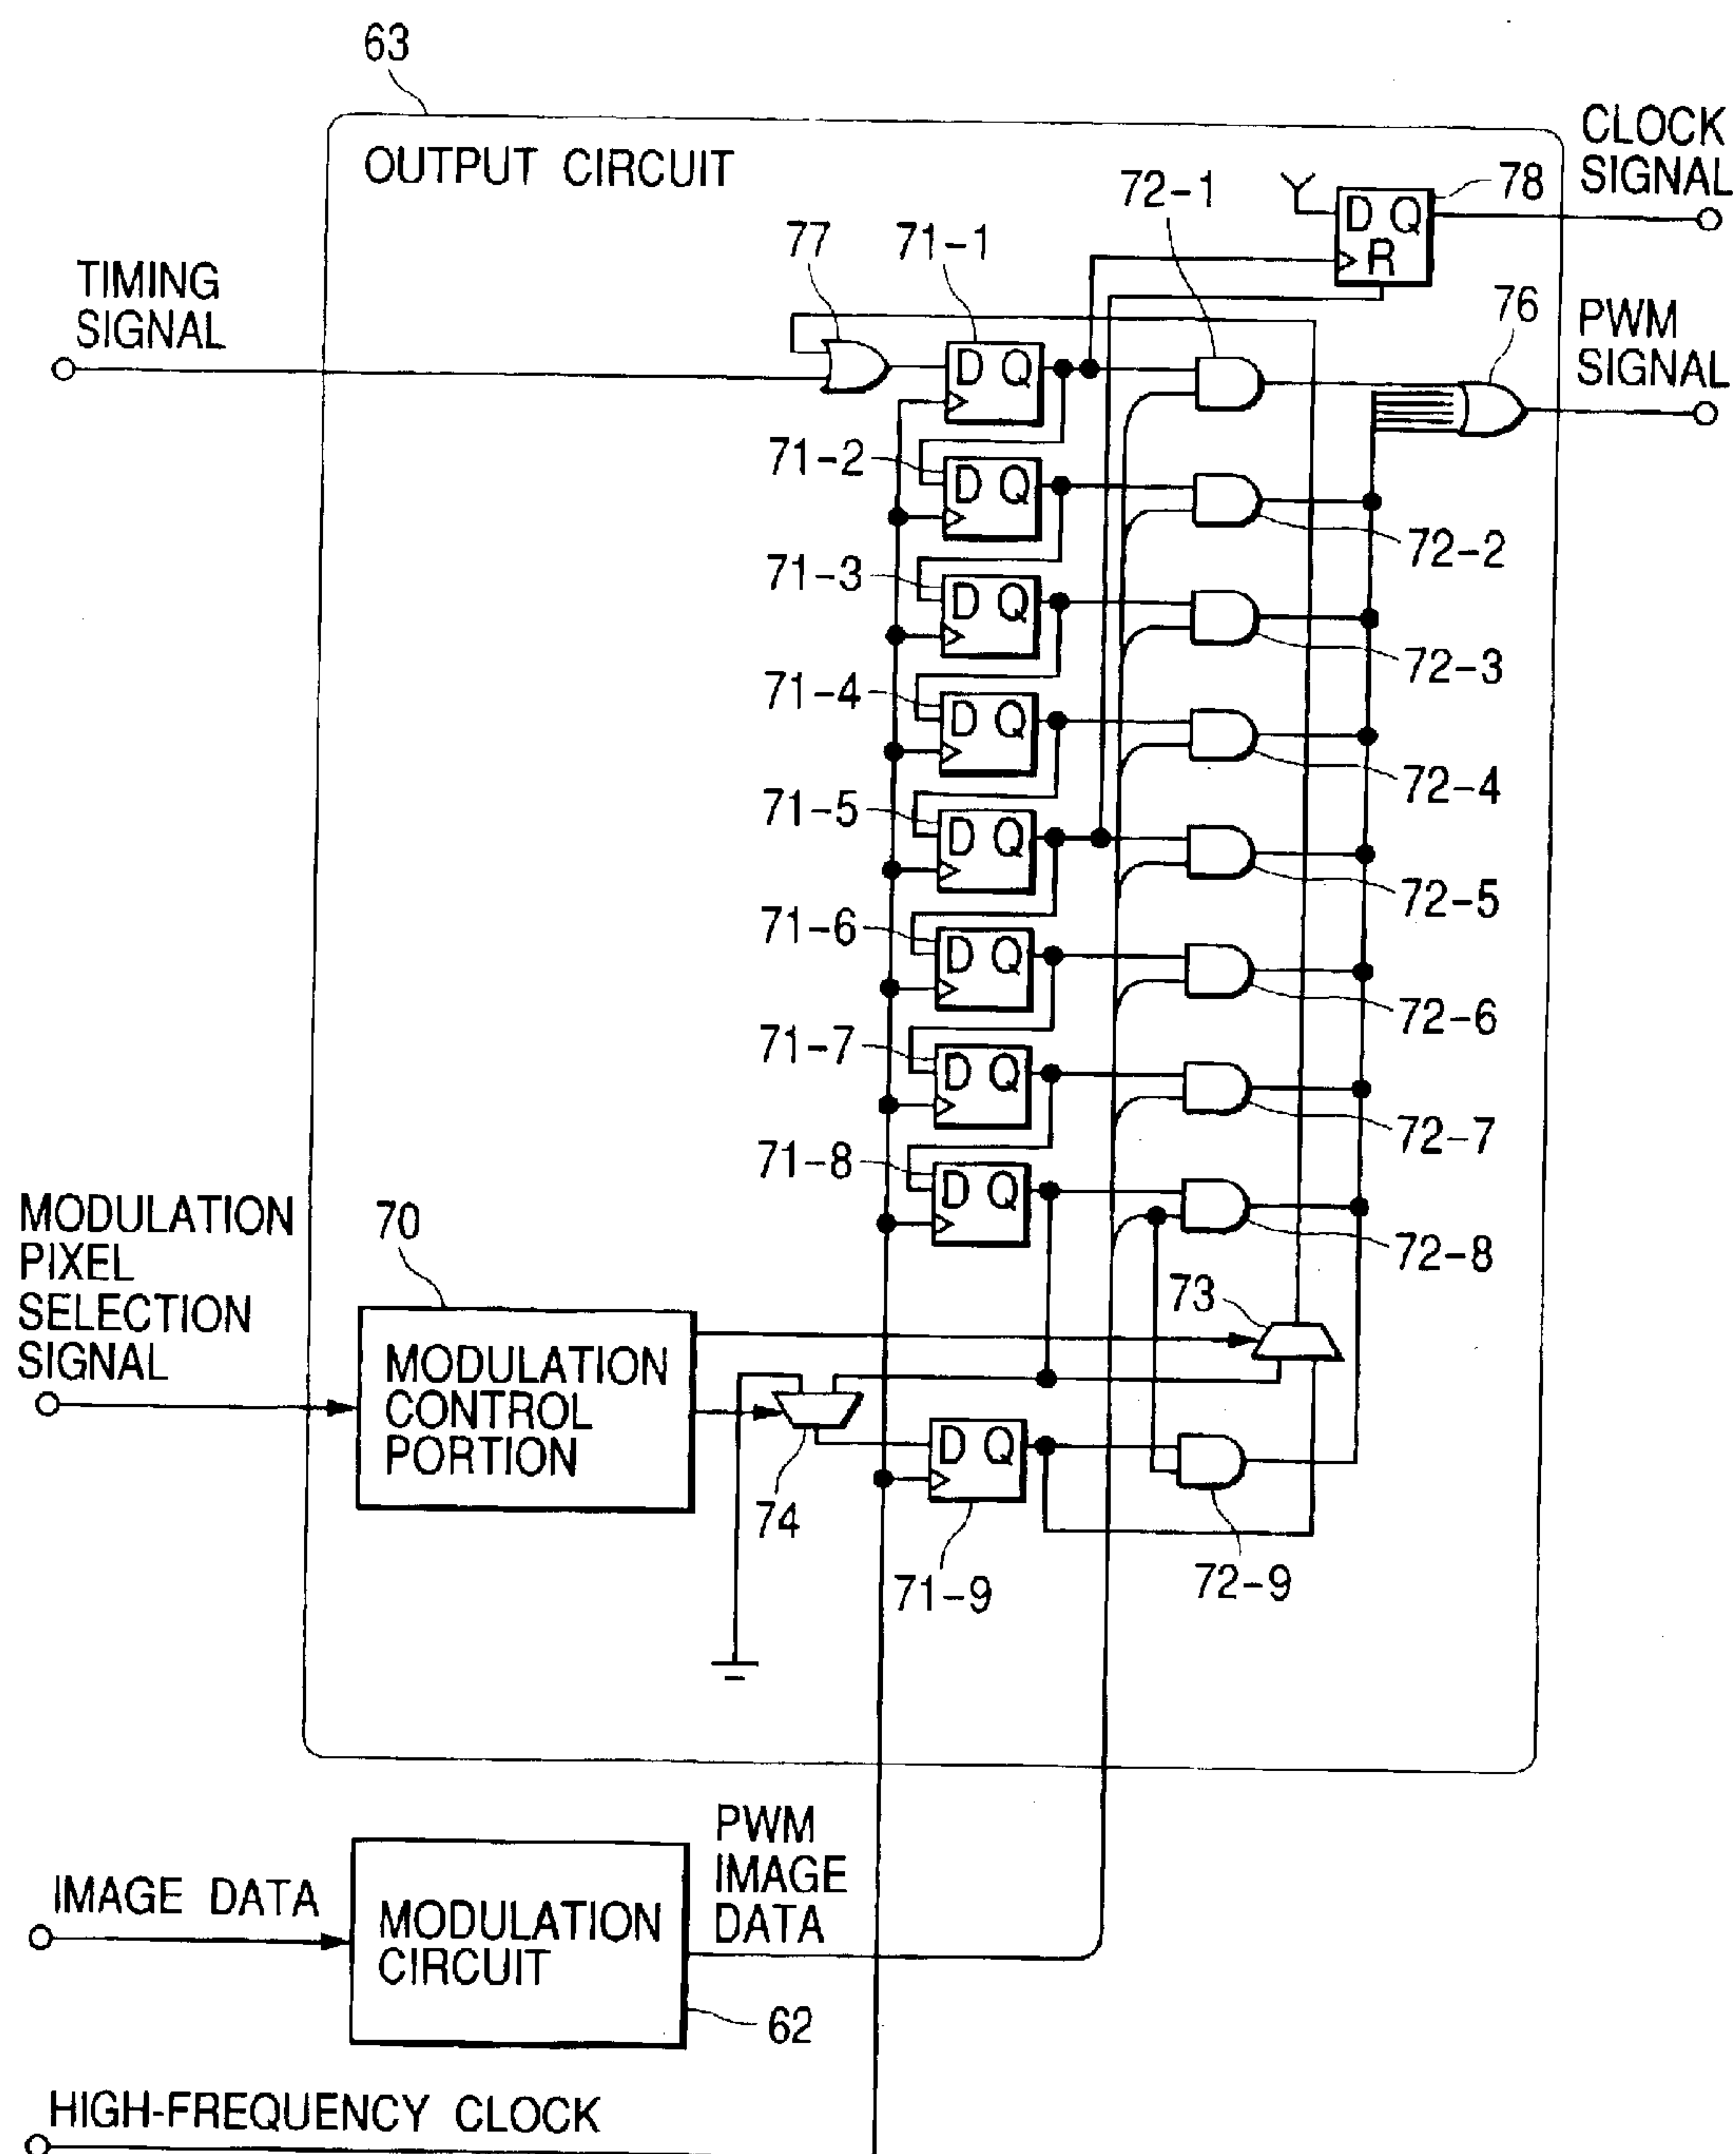 63
OUTPUT CIRCUIT
CLOCK
SIGNAL
72-1
78
D Q
R
77
71-1
TIMING
SIGNAL
76
PWM
SIGNAL
D Q
71-2
D Q
72-2
71-3
D Q
72-3
71-4
D Q
72-4
71-5
D Q
72-5
71-6
D Q
72-6
71-7
D Q
72-7
71-8
D Q
72-8
MODULATION
PIXEL
SELECTION
SIGNAL
70
73
MODULATION
CONTROL
PORTION
74
D Q
71-9
72-9
PWM
IMAGE
DATA
IMAGE DATA
MODULATION
CIRCUIT
62
HIGH-FREQUENCY CLOCK